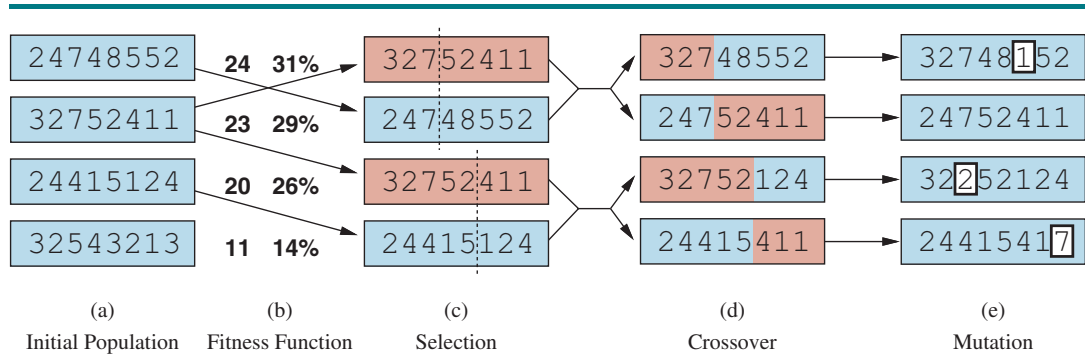 24748552 24 31% 32752411 32748552 32748152
32752411 23 29% 24748552 24752411 24752411
24415124 20 26% 32752411 32752124 32252124
32543213 11 14% 24415124 24415411 24415417
(a) (b) (c) (d) (e)
Initial Population Fitness Function Selection Crossover Mutation